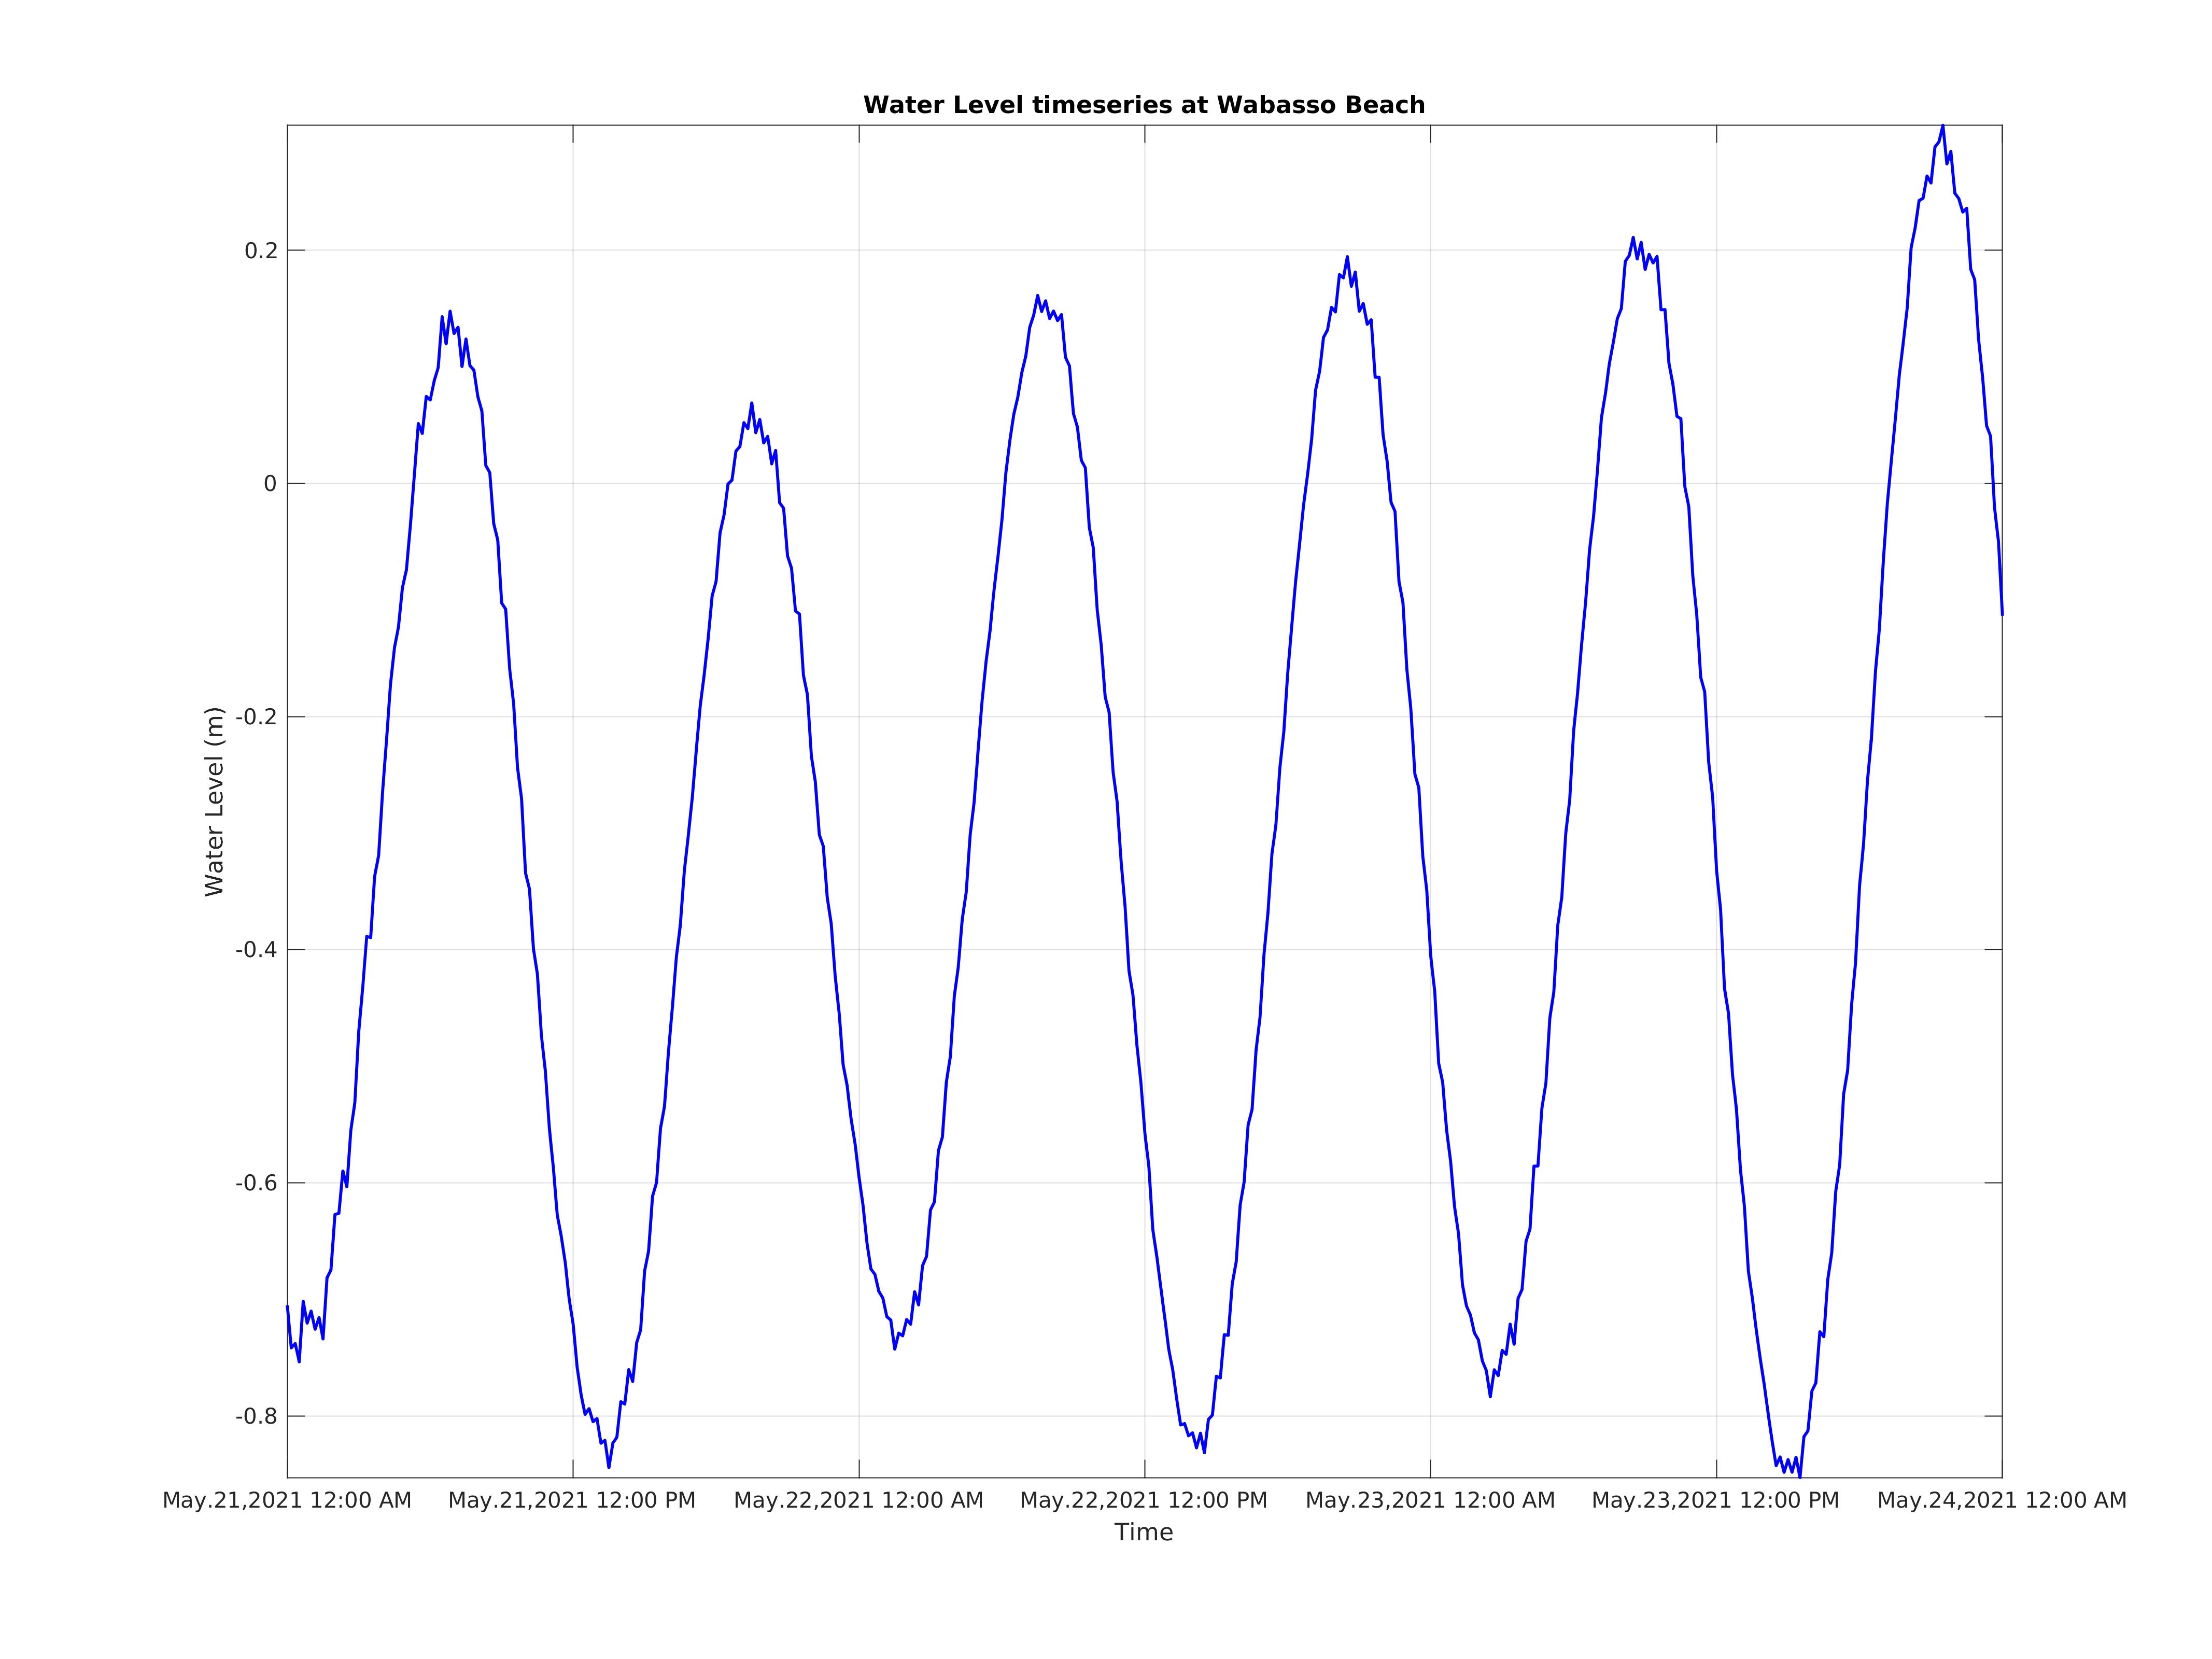 Water Level timeseries at Wabasso Beach
0.2
0
-0.2
-0.4
-0.6
-0.8
Water Level (m)
May.21,2021 12:00 AM May.21,2021 12:00 PM May.22,2021 12:00 AM May.22,2021 12:00 PM May.23,2021 12:00 AM May.23,2021 12:00 PM May.24,2021 12:00 AM
Time